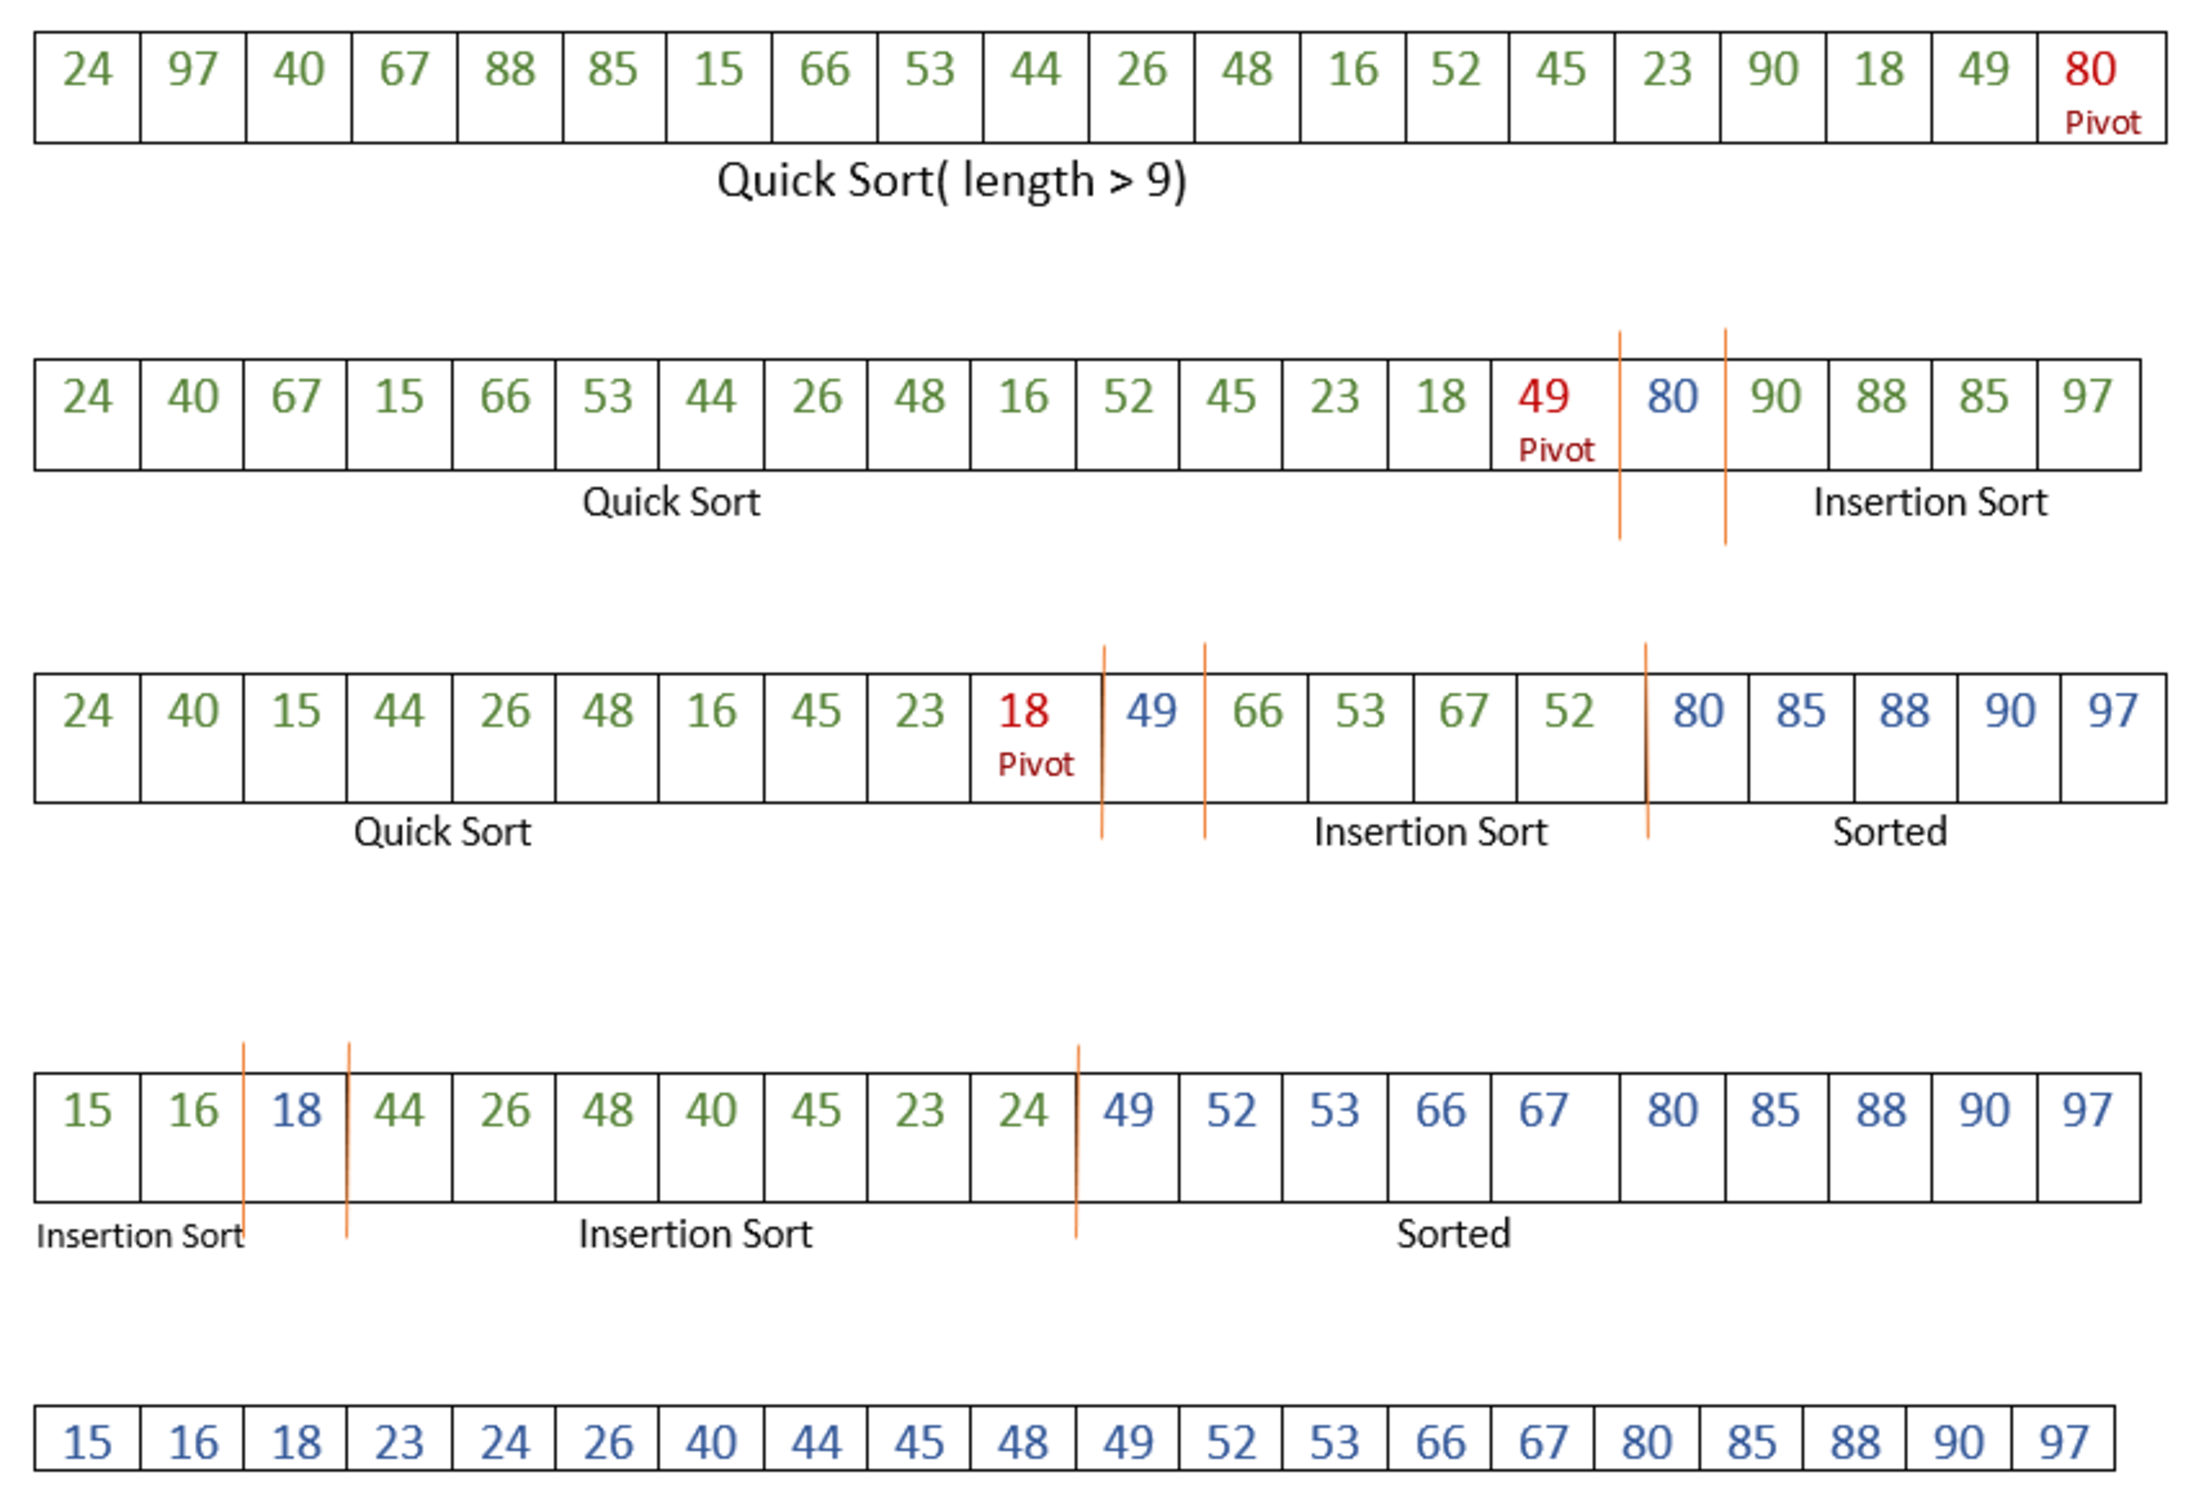 24 97 40 67 88 85 15 66 53 44 26 48 16 52 45 23 90 18 49 80
Pivot
Quick Sort( length > 9)
24 40 67 15 66 53 44 26 48 16 52 45 23 18 49 80 90 88 85 97
Pivot
Quick Sort Insertion Sort
24 40 15 44 26 48 16 45 23 18 49 66 53 67 52 80 85 88 90 97
Pivot
Quick Sort Insertion Sort Sorted
15 16 18 44 26 48 40 45 23 24 49 52 53 66 67 80 85 88 90 97
Insertion Sort Insertion Sort Sorted
15 16 18 23 24 26 40 44 45 48 49 52 53 66 67 80 85 88 90 97